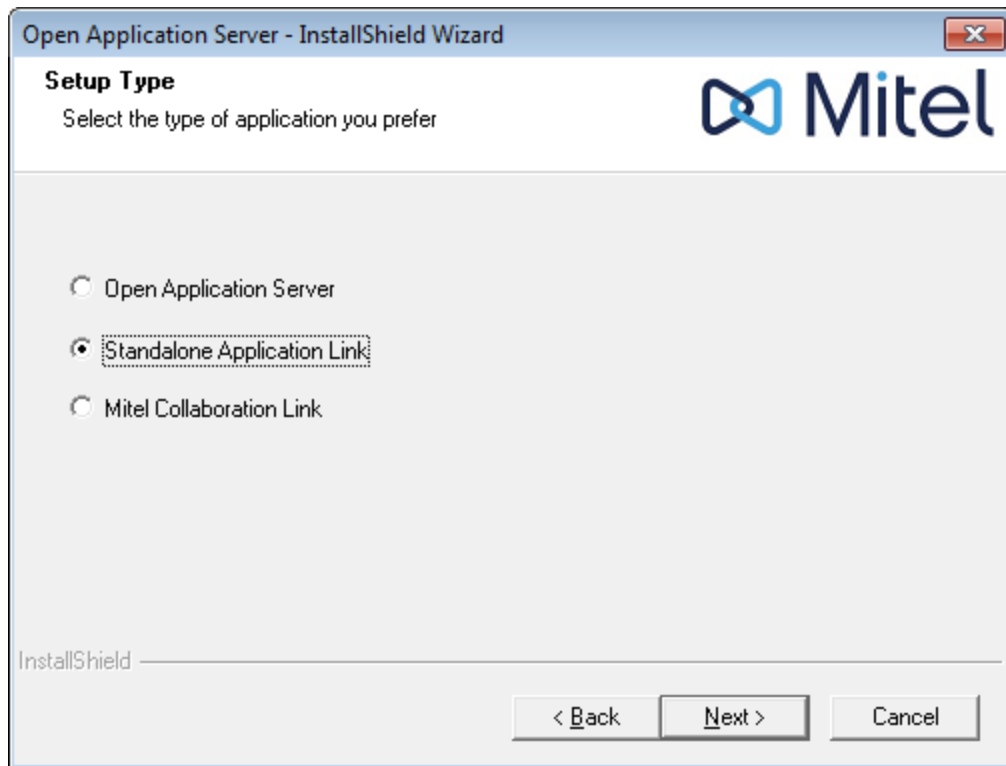 Open Application Server - InstallShield Wizard
Setup Type
Select the type of application you prefer
Mitel
Open Application Server
Standalone Application Link
Mitel Collaboration Link
InstallShield
< Back
Next >
Cancel